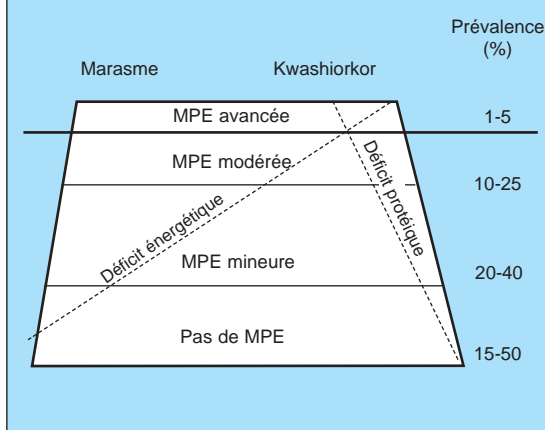 Prévalence
(%)
Marasme
Kwashiorkor
MPE avancée
1-5
MPE modérée
10-25
Déficit énergétique
Déficit protéique
MPE mineure
20-40
Pas de MPE
15-50